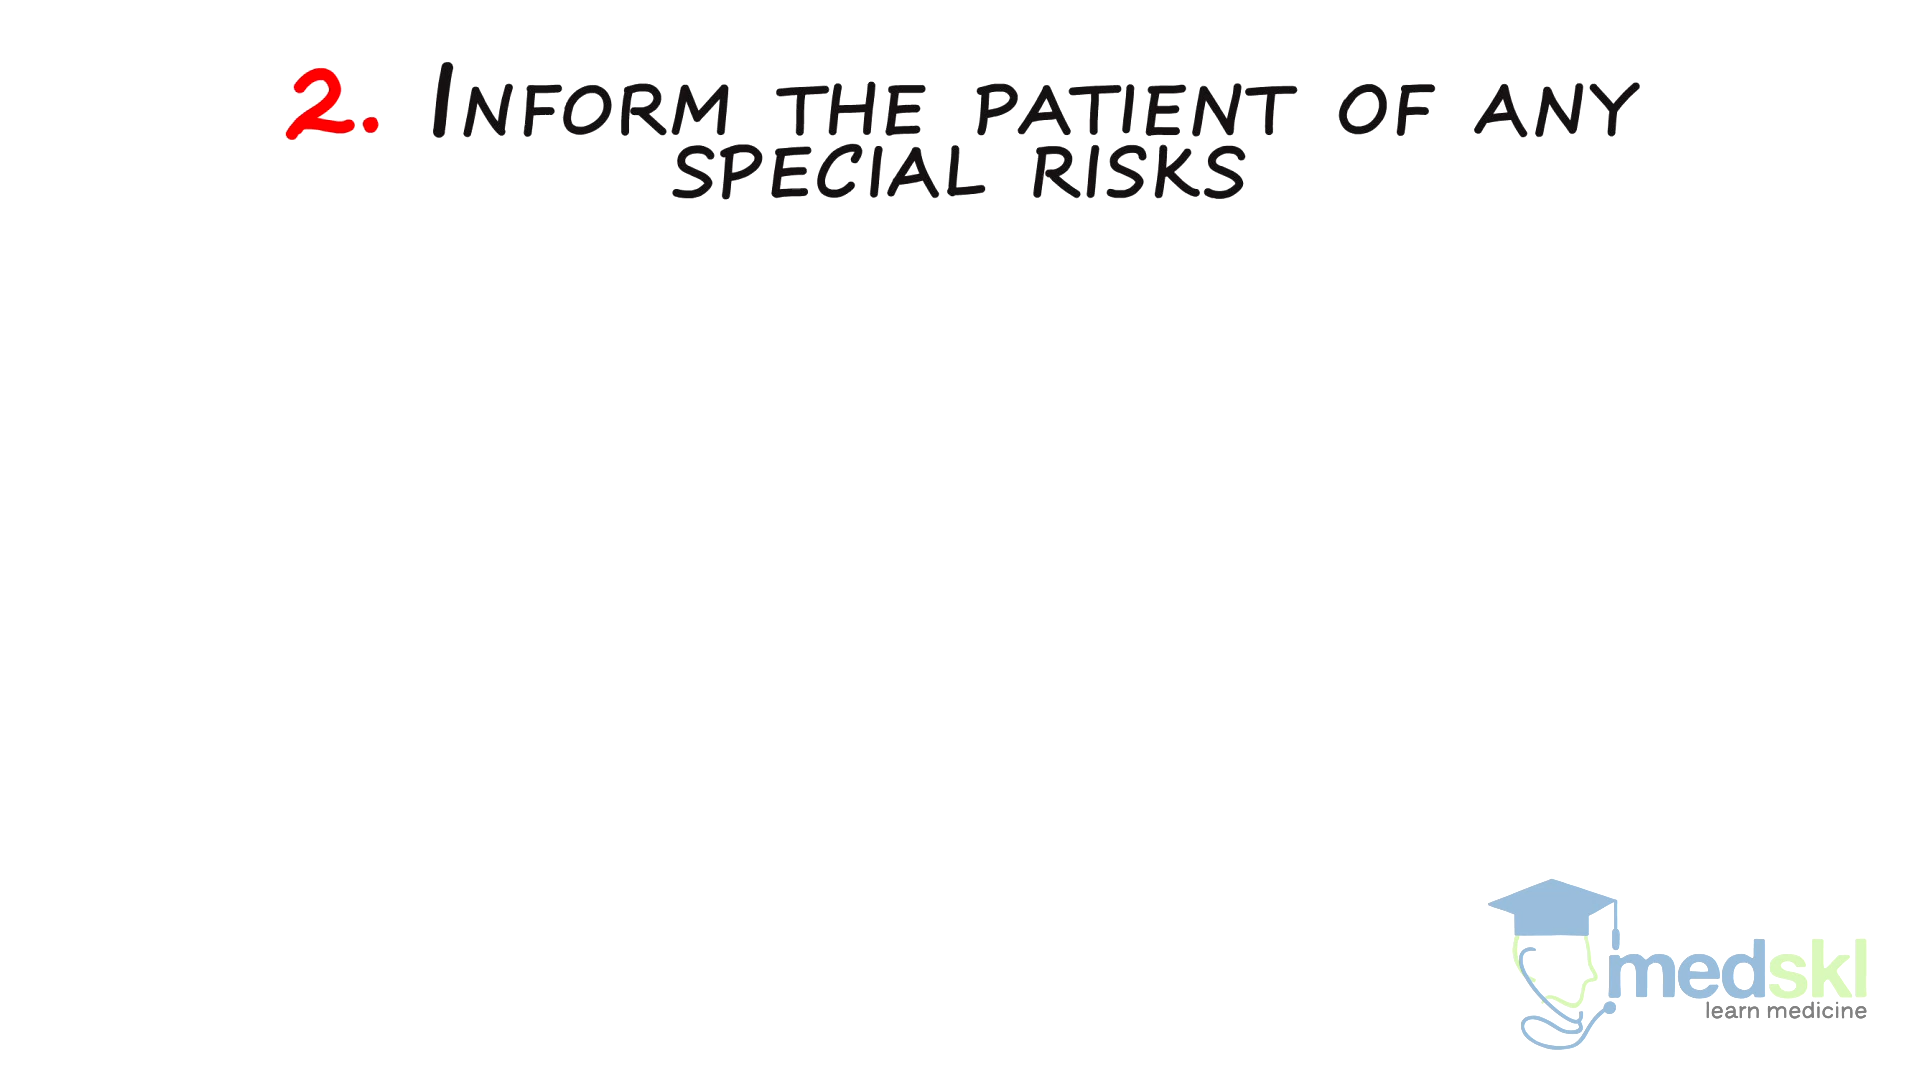 2. Inform the patient of any
special risks
medskl
learn medicine